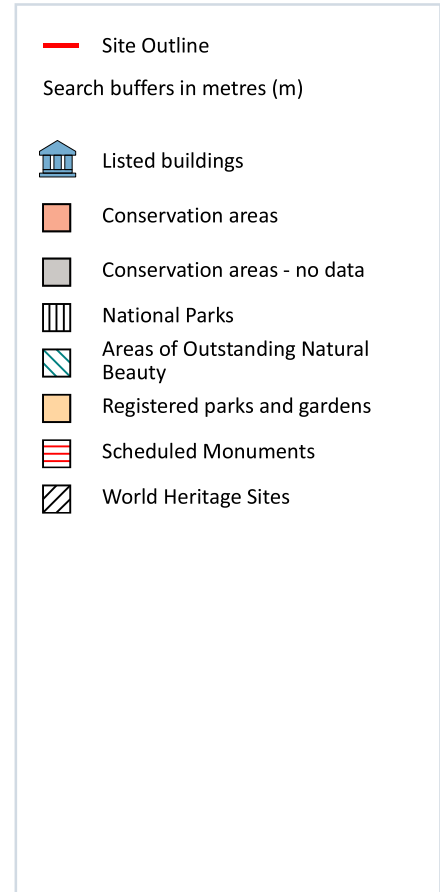 Site Outline
Search buffers in metres (m)
Listed buildings
Conservation areas
Conservation areas - no data
National Parks
Areas of Outstanding Natural
Beauty
Registered parks and gardens
Scheduled Monuments
World Heritage Sites